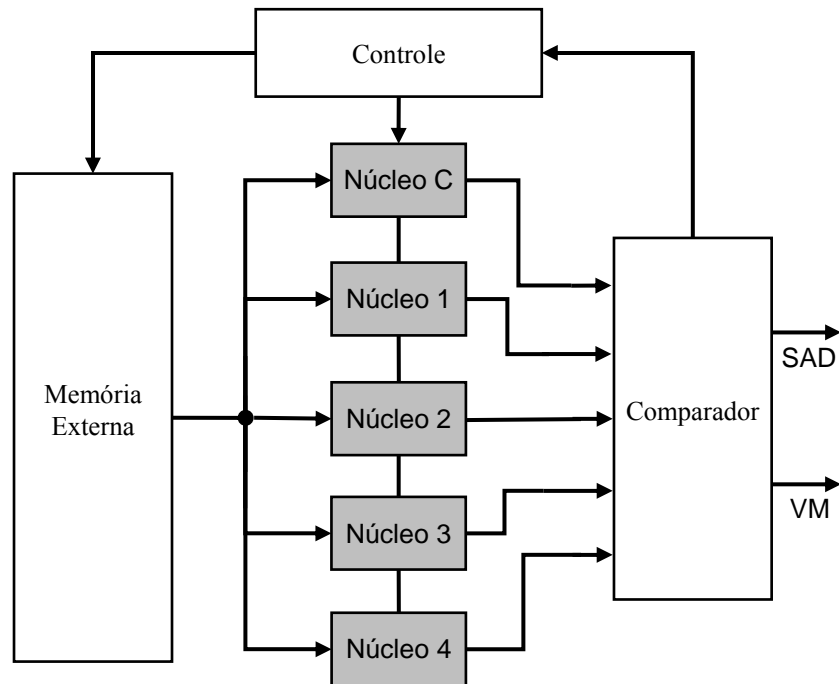 Controle
Núcleo C
Núcleo 1
Núcleo 2
Núcleo 3
Núcleo 4
Memória
Externa
Comparador
SAD
VM